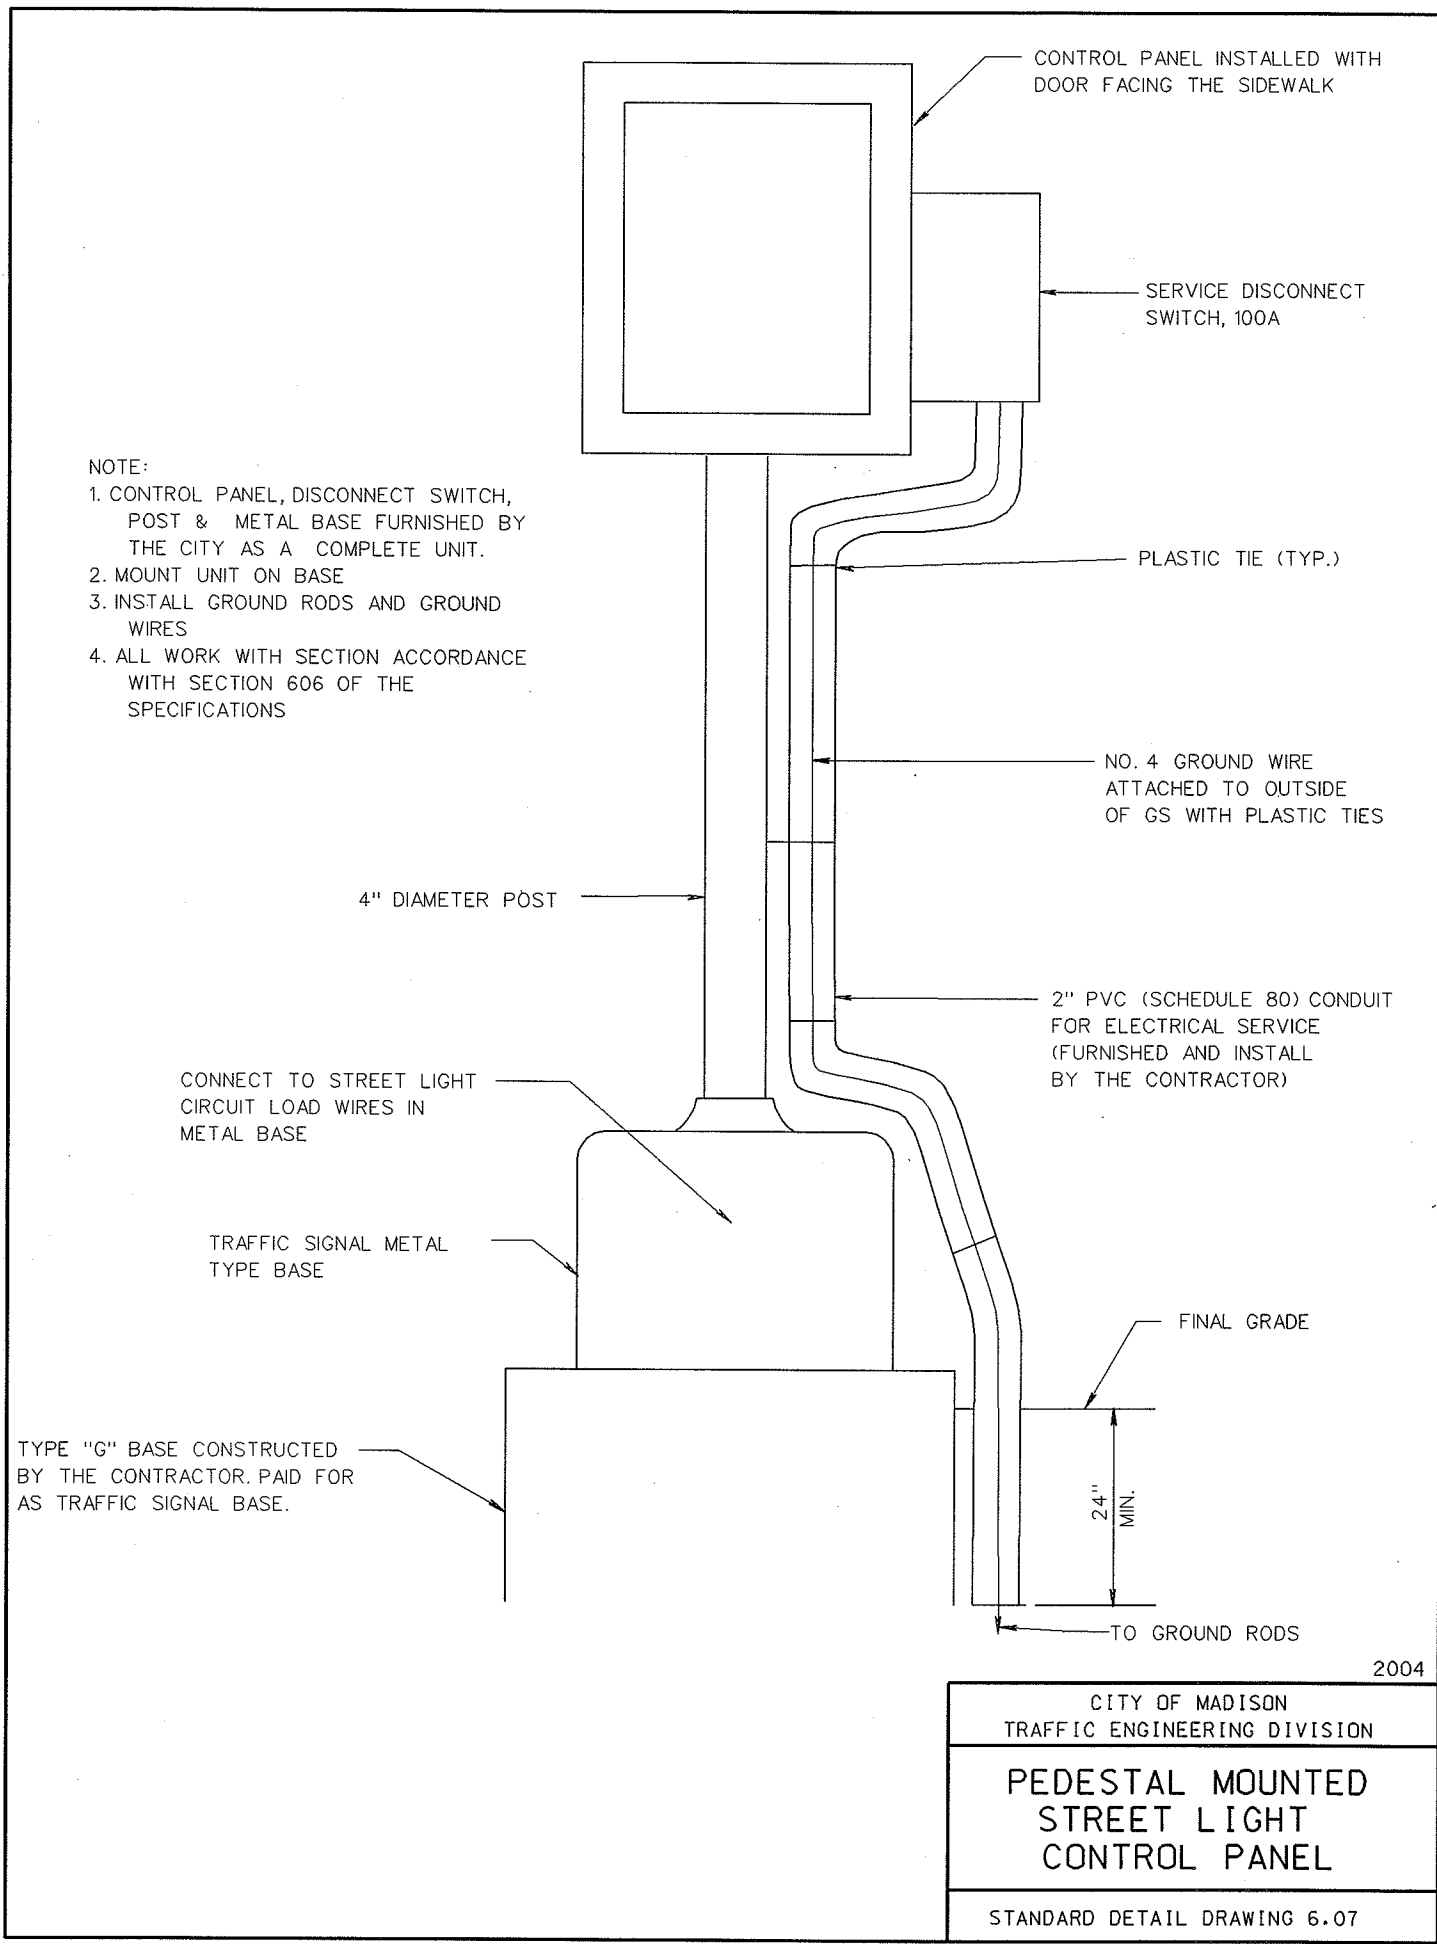 CONTROL PANEL INSTALLED WITH
DOOR FACING THE SIDEWALK
SERVICE DISCONNECT
SWITCH, 100A
NOTE:
1. CONTROL PANEL, DISCONNECT SWITCH,
POST & METAL BASE FURNISHED BY
THE CITY AS A COMPLETE UNIT.
2. MOUNT UNIT ON BASE
3. INSTALL GROUND RODS AND GROUND
WIRES
4. ALL WORK WITH SECTION ACCORDANCE
WITH SECTION 606 OF THE
SPECIFICATIONS
PLASTIC TIE (TYP.)
NO. 4 GROUND WIRE
ATTACHED TO OUTSIDE
OF GS WITH PLASTIC TIES
4" DIAMETER POST
2" PVC (SCHEDULE 80) CONDUIT
FOR ELECTRICAL SERVICE
(FURNISHED AND INSTALL
BY THE CONTRACTOR)
CONNECT TO STREET LIGHT
CIRCUIT LOAD WIRES IN
METAL BASE
TRAFFIC SIGNAL METAL
TYPE BASE
FINAL GRADE
TYPE "G" BASE CONSTRUCTED
BY THE CONTRACTOR. PAID FOR
AS TRAFFIC SIGNAL BASE.
24"
MIN.
TO GROUND RODS
2004
CITY OF MADISON
TRAFFIC ENGINEERING DIVISION
PEDESTAL MOUNTED
STREET LIGHT
CONTROL PANEL
STANDARD DETAIL DRAWING 6.07